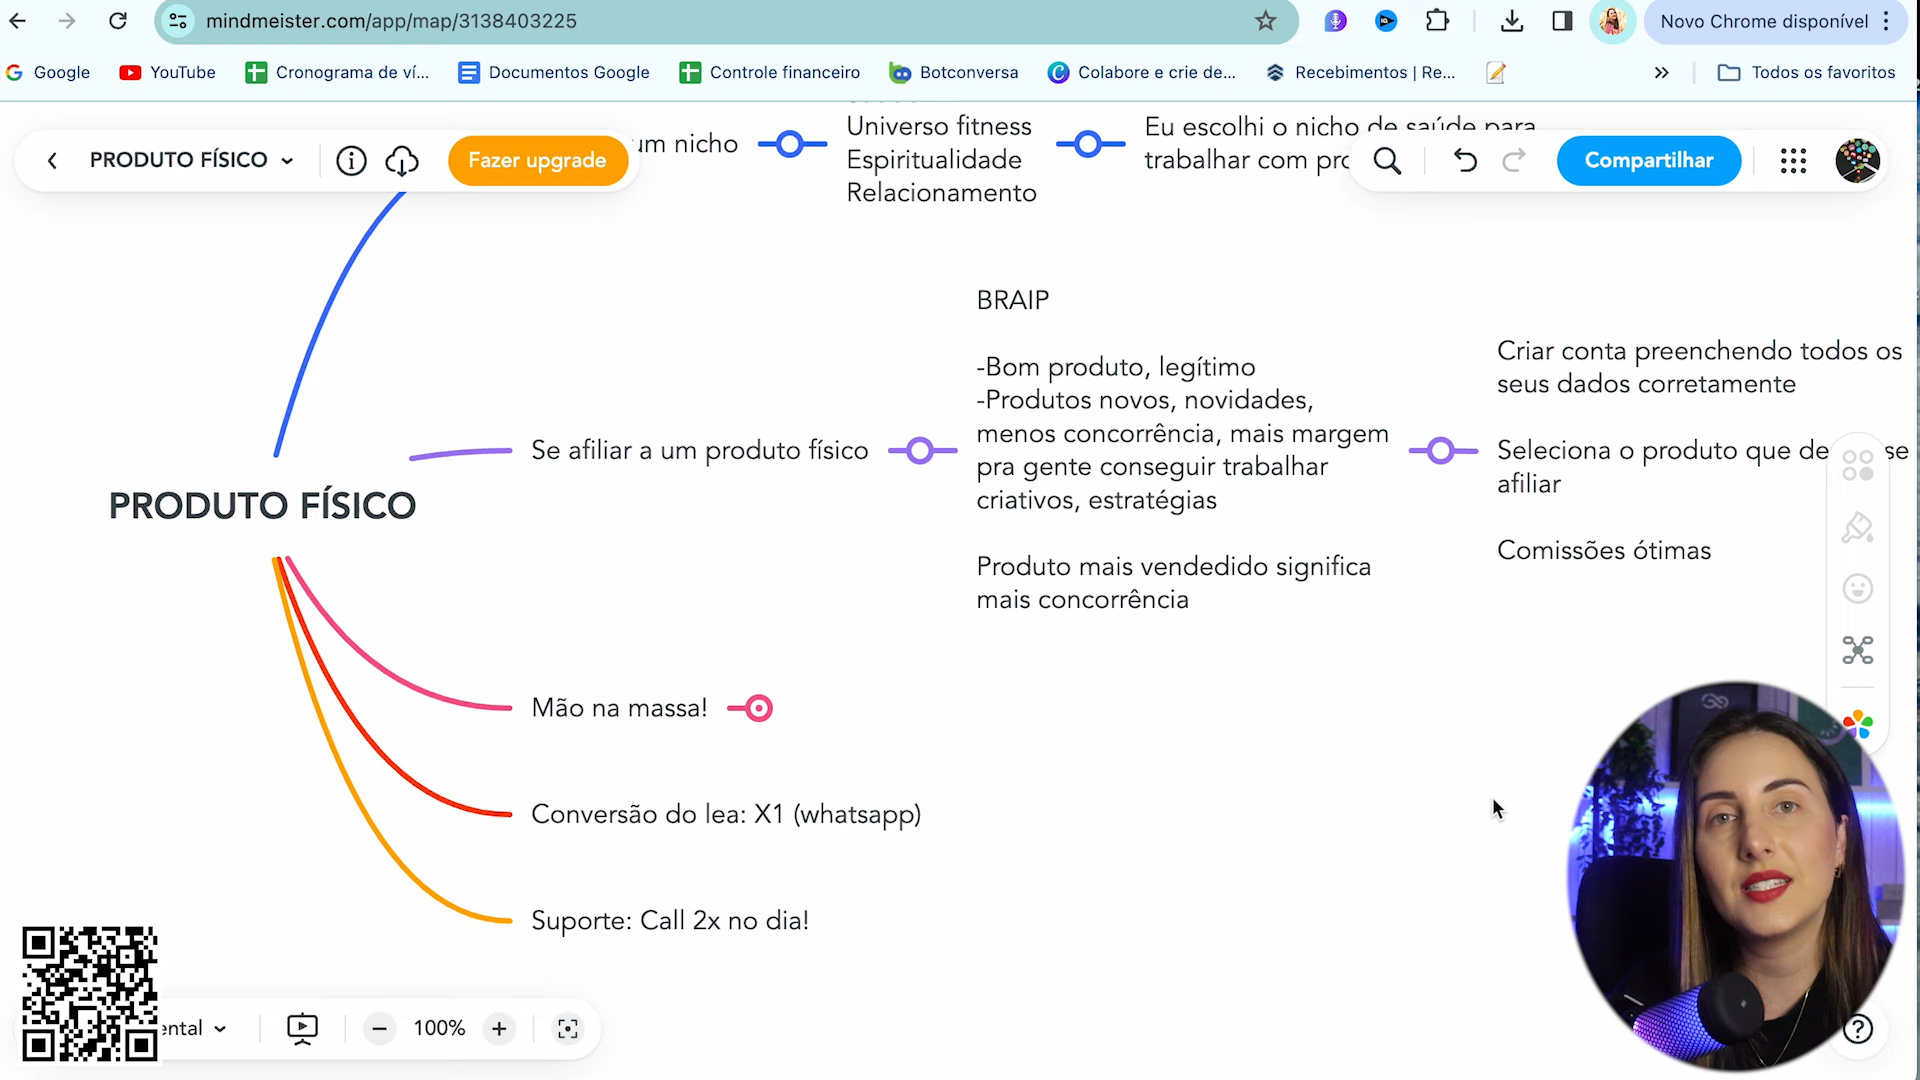 mindmeister.com/app/map/3138403225
Novo Chrome disponível
Google
YouTube
Cronograma de ví...
Documentos Google
Controle financeiro
Botconversa
Colabore e crie de...
Recebimentos | Re...
Todos os favoritos
PRODUTO FÍSICO
Fazer upgrade
um nicho
Universo fitness
Espiritualidade
Relacionamento
Eu escolhi o nicho de saúde para
trabalhar com pro
Compartilhar
BRAIP
-Bom produto, legítimo
-Produtos novos, novidades,
menos concorrência, mais margem
pra gente conseguir trabalhar
criativos, estratégias
Produto mais vendedido significa
mais concorrência
Criar conta preenchendo todos os
seus dados corretamente
Seleciona o produto que de se
afiliar
Comissões ótimas
Se afiliar a um produto físico
PRODUTO FÍSICO
Mão na massa!
Conversão do lea: X1 (whatsapp)
Suporte: Call 2x no dia!
ental
100%